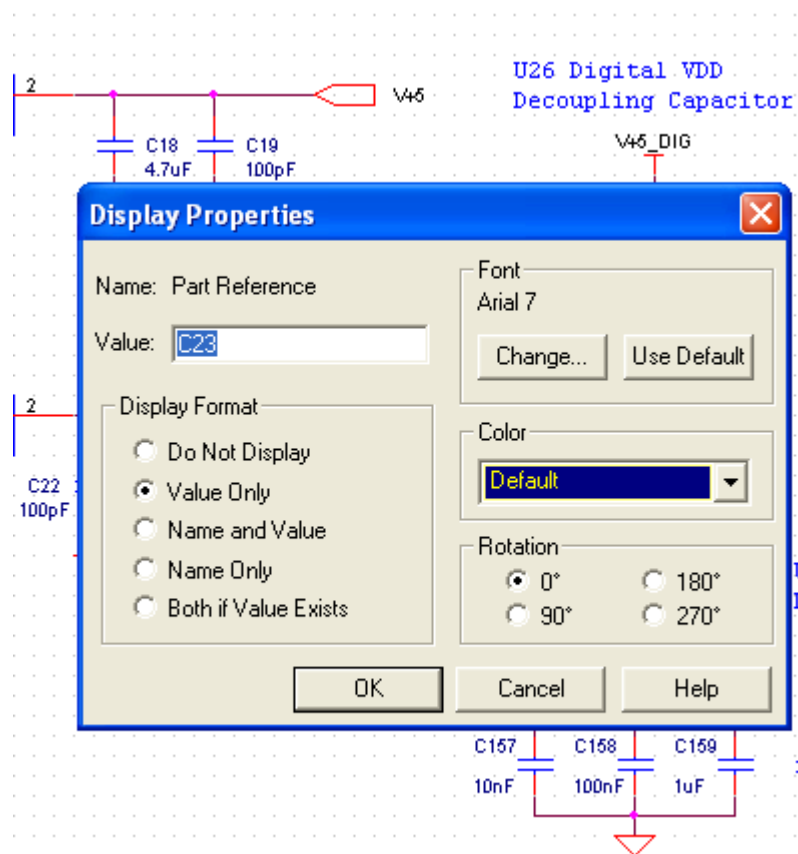 2
V+5
U26 Digital VDD
Decoupling Capacitor
C18
4.7uF
C19
100pF
V+5_DIG
Display Properties
Name: Part Reference
Value: C23
Display Format
Do Not Display
Value Only
Name and Value
Name Only
Both if Value Exists
Font
Arial 7
Change...
Use Default
Color
Default
Rotation
0°
180°
90°
270°
OK
Cancel
Help
2
C22
100pF
C157
10nF
C158
100nF
C159
1uF